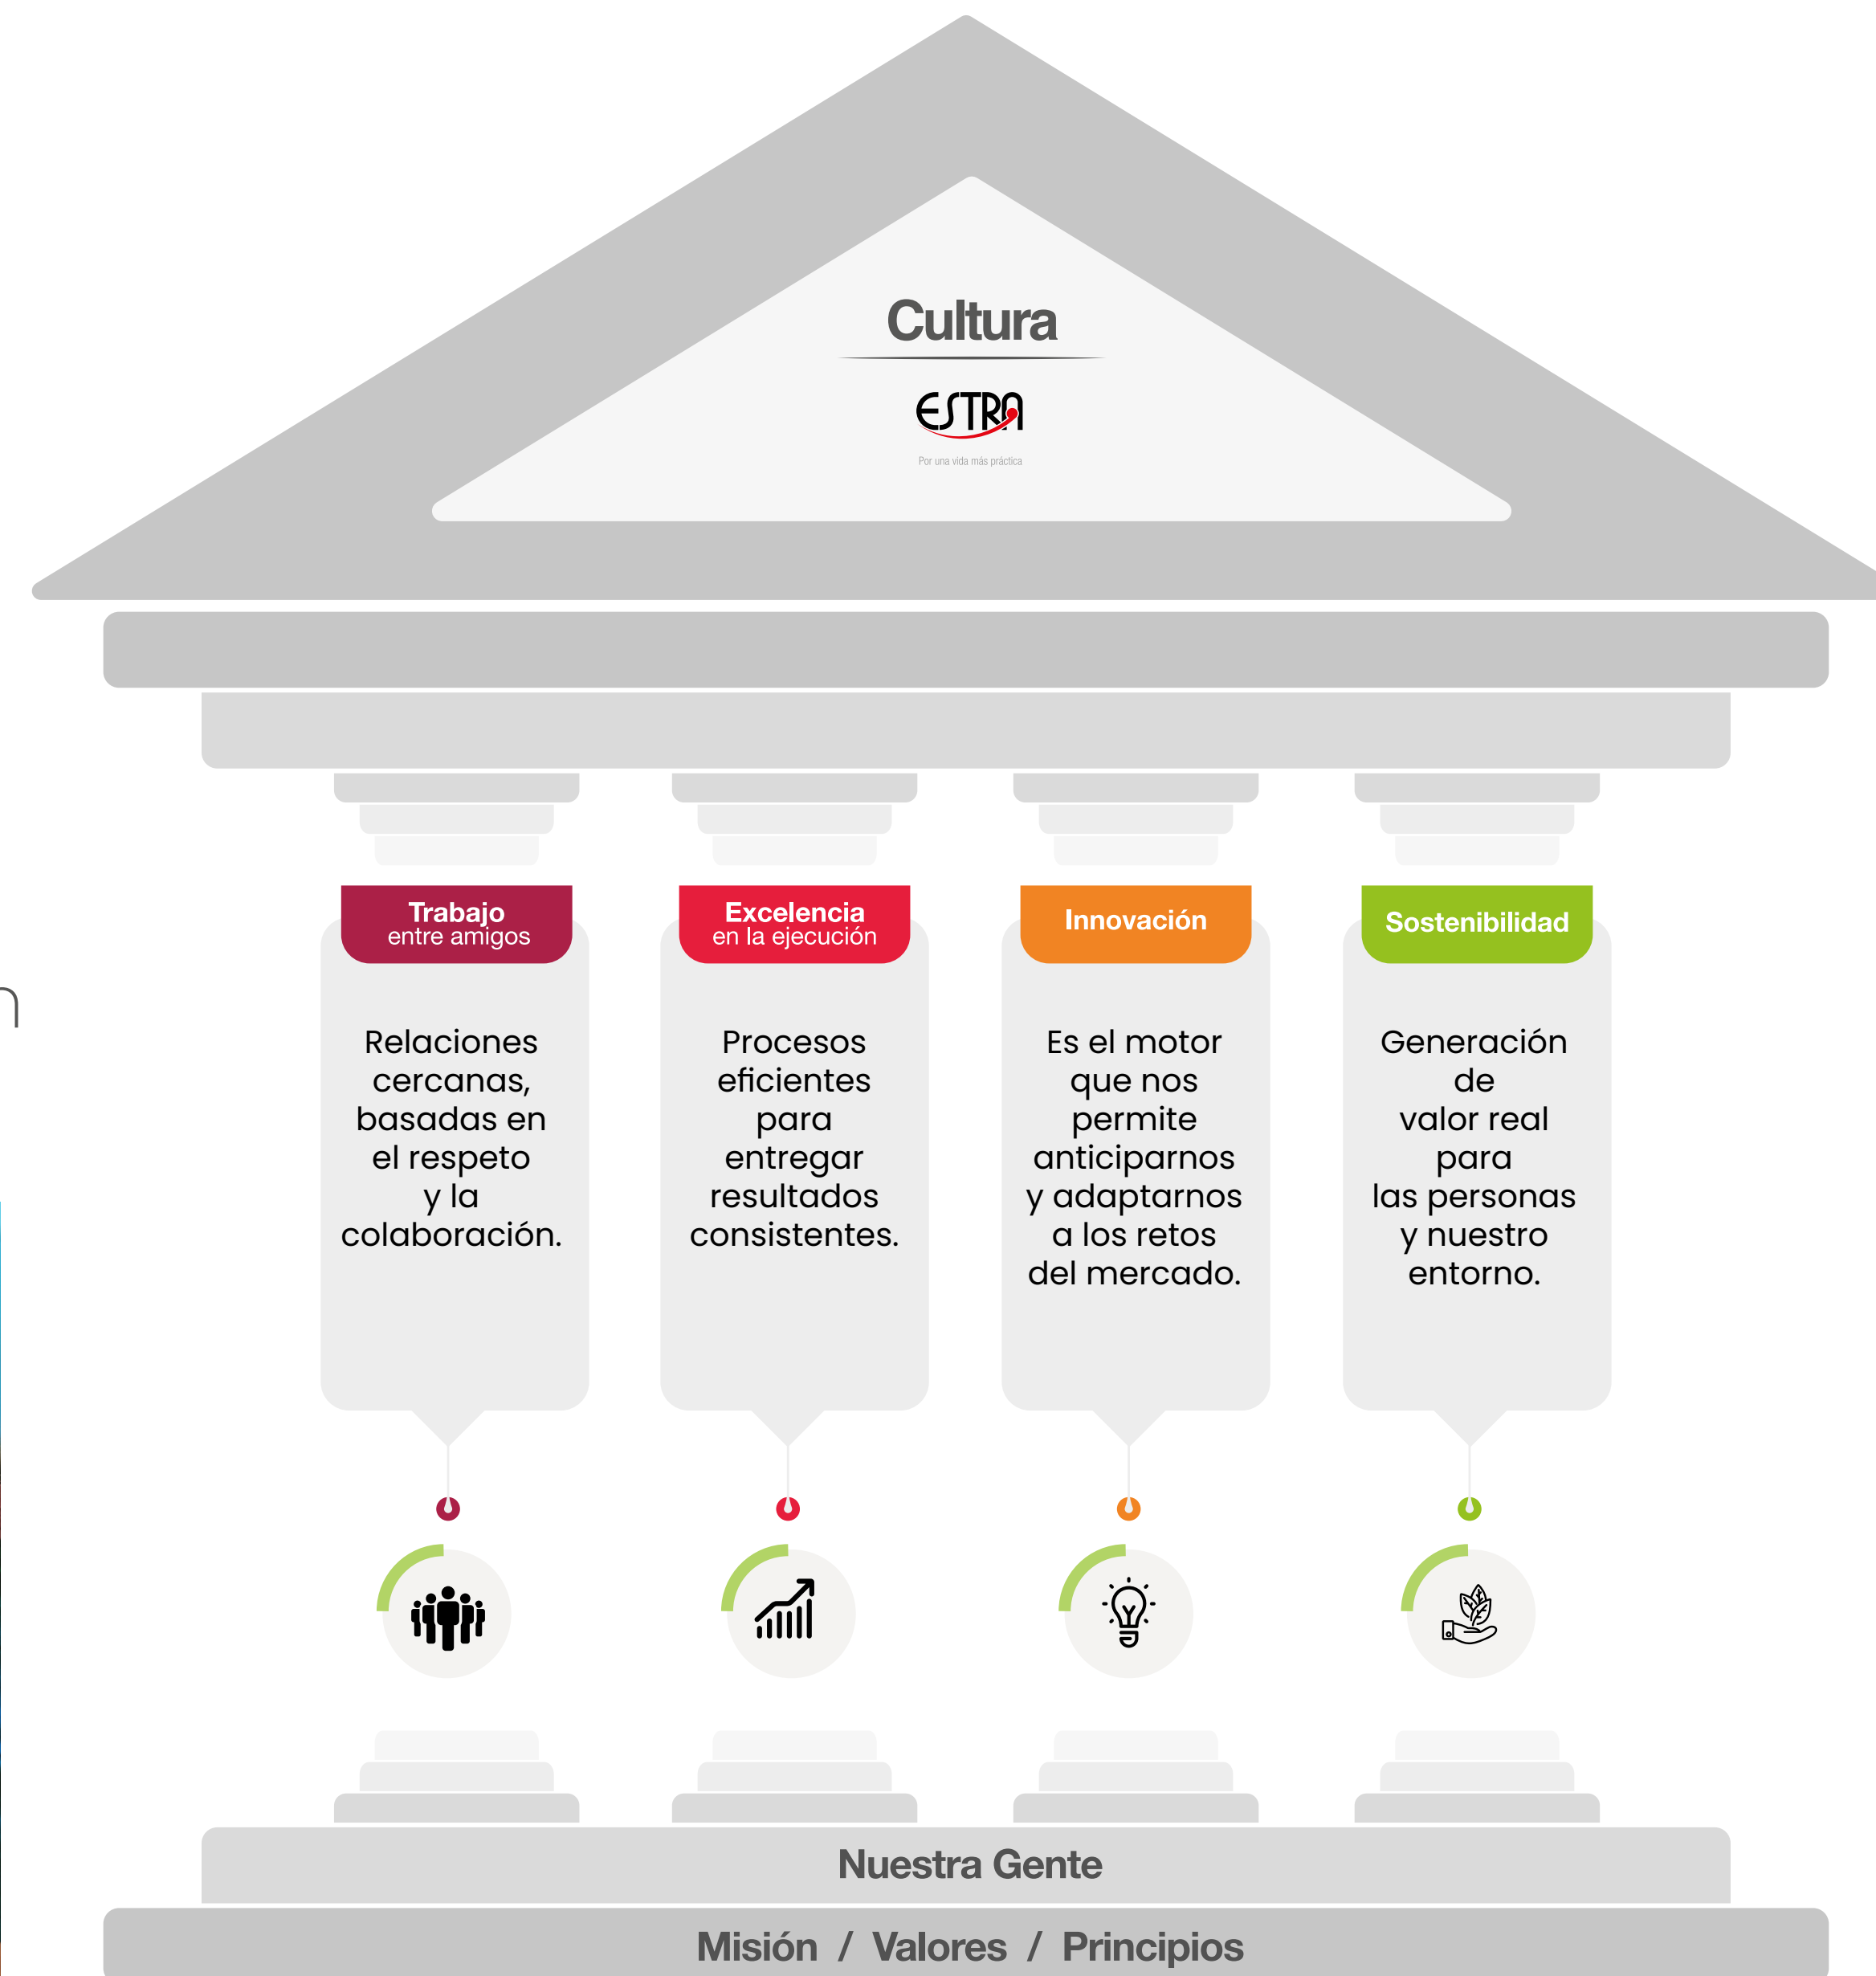 Cultura
ESTRA
Por una vida más práctica
Trabajo
entre amigos
Relaciones
cercanas,
basadas en
el respeto
y la
colaboración.
Excelencia
en la ejecución
Procesos
eficientes
para
entregar
resultados
consistentes.
Innovación
Es el motor
que nos
permite
anticiparnos
y adaptarnos
a los retos
del mercado.
Sostenibilidad
Generación
de
valor real
para
las personas
y nuestro
entorno.
Nuestra Gente
Misión / Valores / Principios